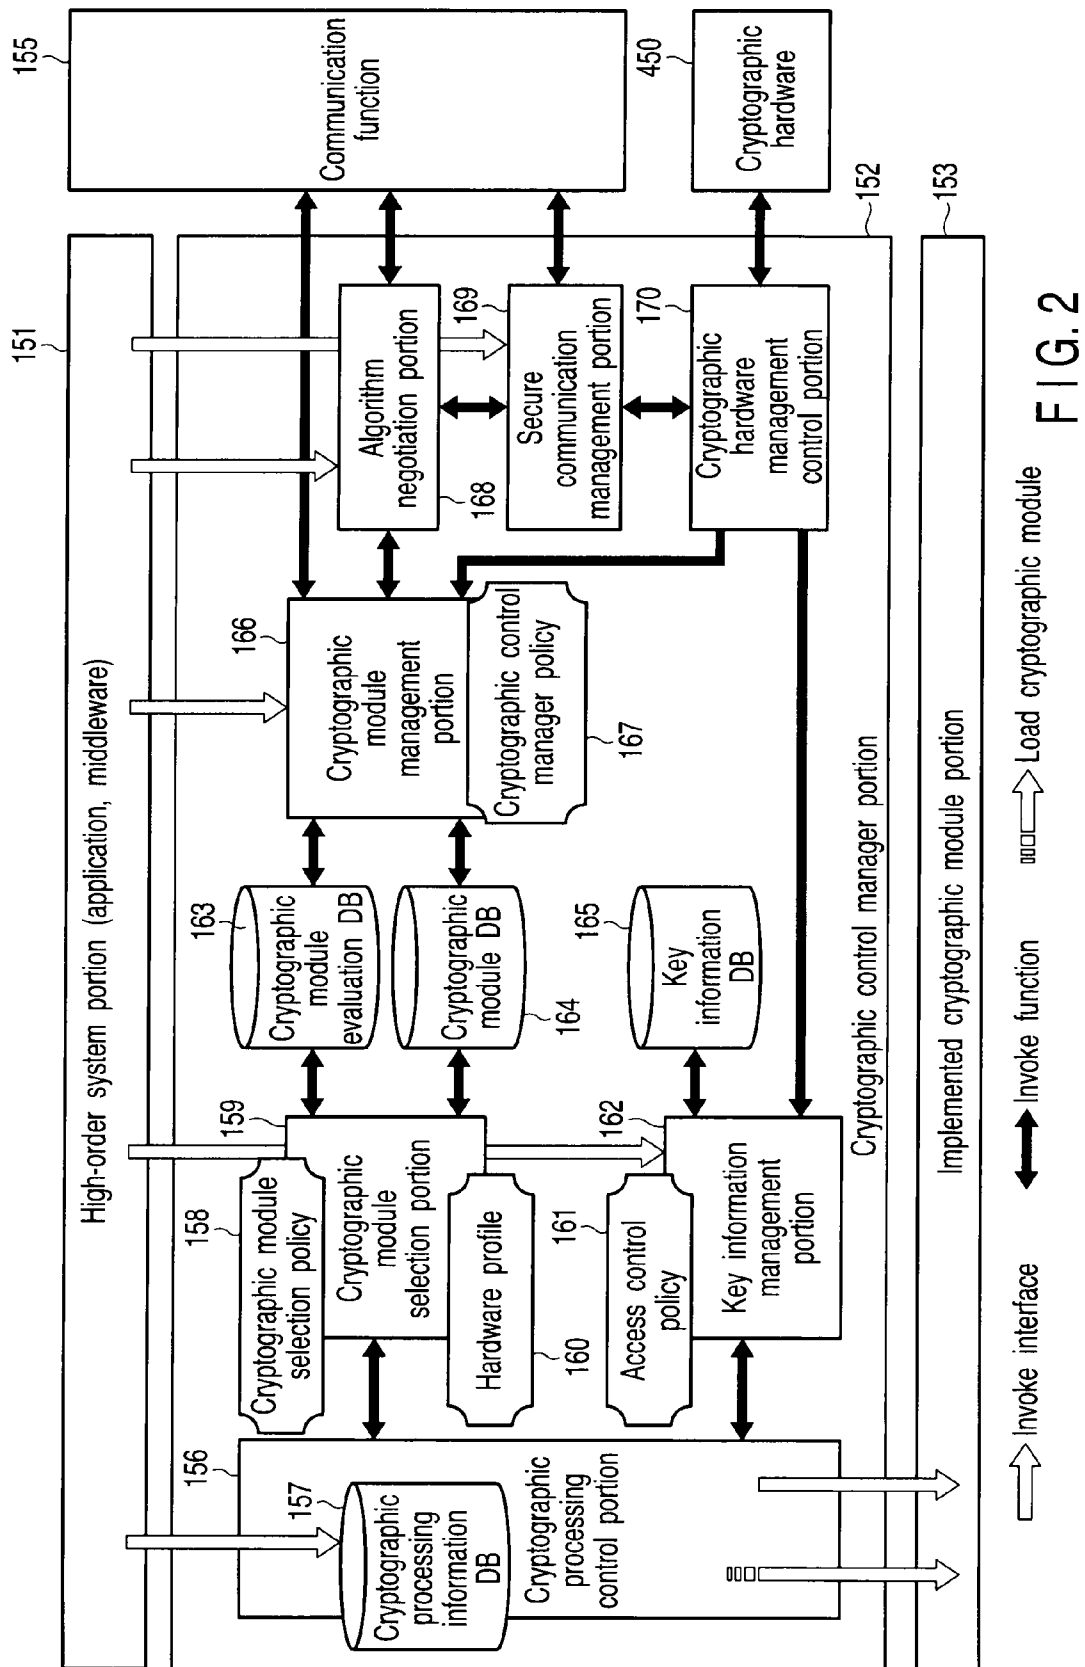 151
High-order system portion (application, middleware)
155
Communication
function
450
Cryptographic
hardware
156
157
Cryptographic
processing
information
DB
Cryptographic
processing
control portion
158
Cryptographic module
selection policy
159
Cryptographic
module
selection portion
Hardware profile
160
161
Access control
policy
162
Key information
management
portion
163
Cryptographic
module
evaluation DB
Cryptographic
module DB
164
165
Key
information
DB
166
Cryptographic
module
management
portion
Cryptographic control
manager policy
167
Algorithm
negotiation portion
168
169
Secure
communication
management portion
170
Cryptographic
hardware
management
control portion
152
Cryptographic control manager portion
153
Implemented cryptographic module portion
Invoke interface
Invoke function
Load cryptographic module
FIG. 2